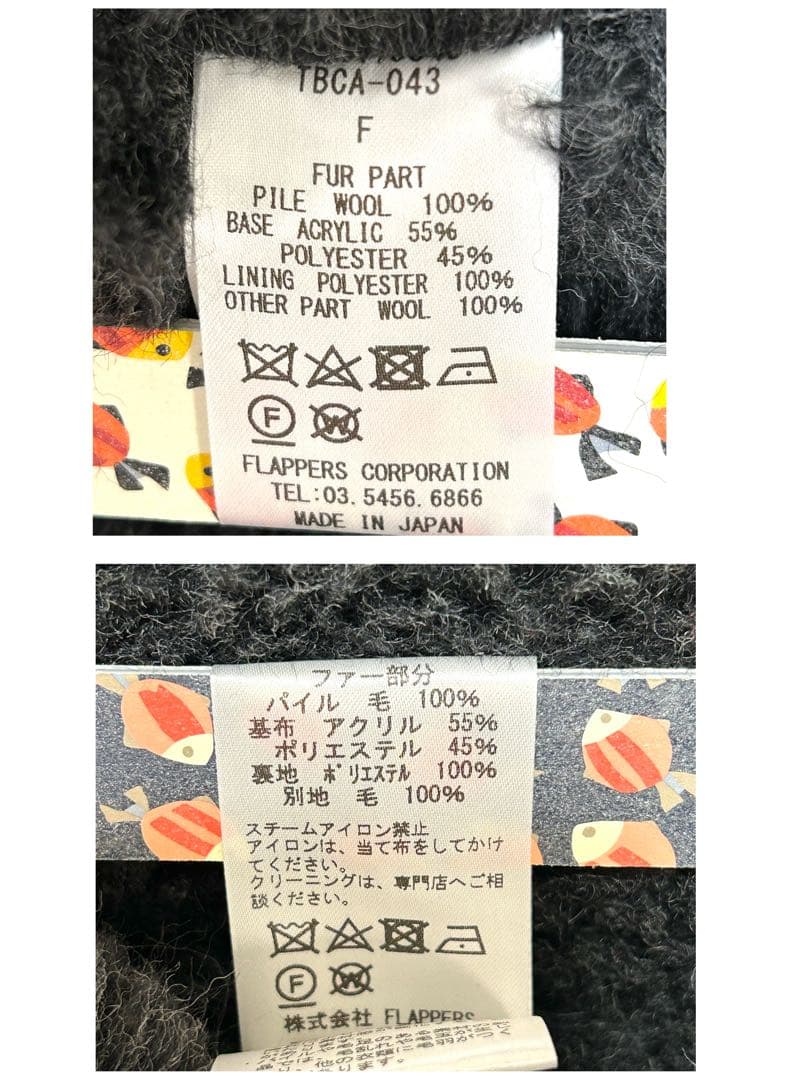 TBCA-043
F
FUR PART
PILE WOOL 100%
BASE ACRYLIC 55%
POLYESTER 45%
LINING POLYESTER 100%
OTHER PART WOOL 100%
F
W
FLAPPERS CORPORATION
TEL:03.5456.6866
MADE IN JAPAN
ファー部分
パイル 毛 100%
基布 アクリル 55%
ポリエステル 45%
裏地 ポリエステル 100%
別地 毛 100%
スチームアイロン禁止
アイロンは、当て布をしてかけ
てください。
クリーニングは、専門店へご相
談ください。
F
W
株式会社 FLAPPERS